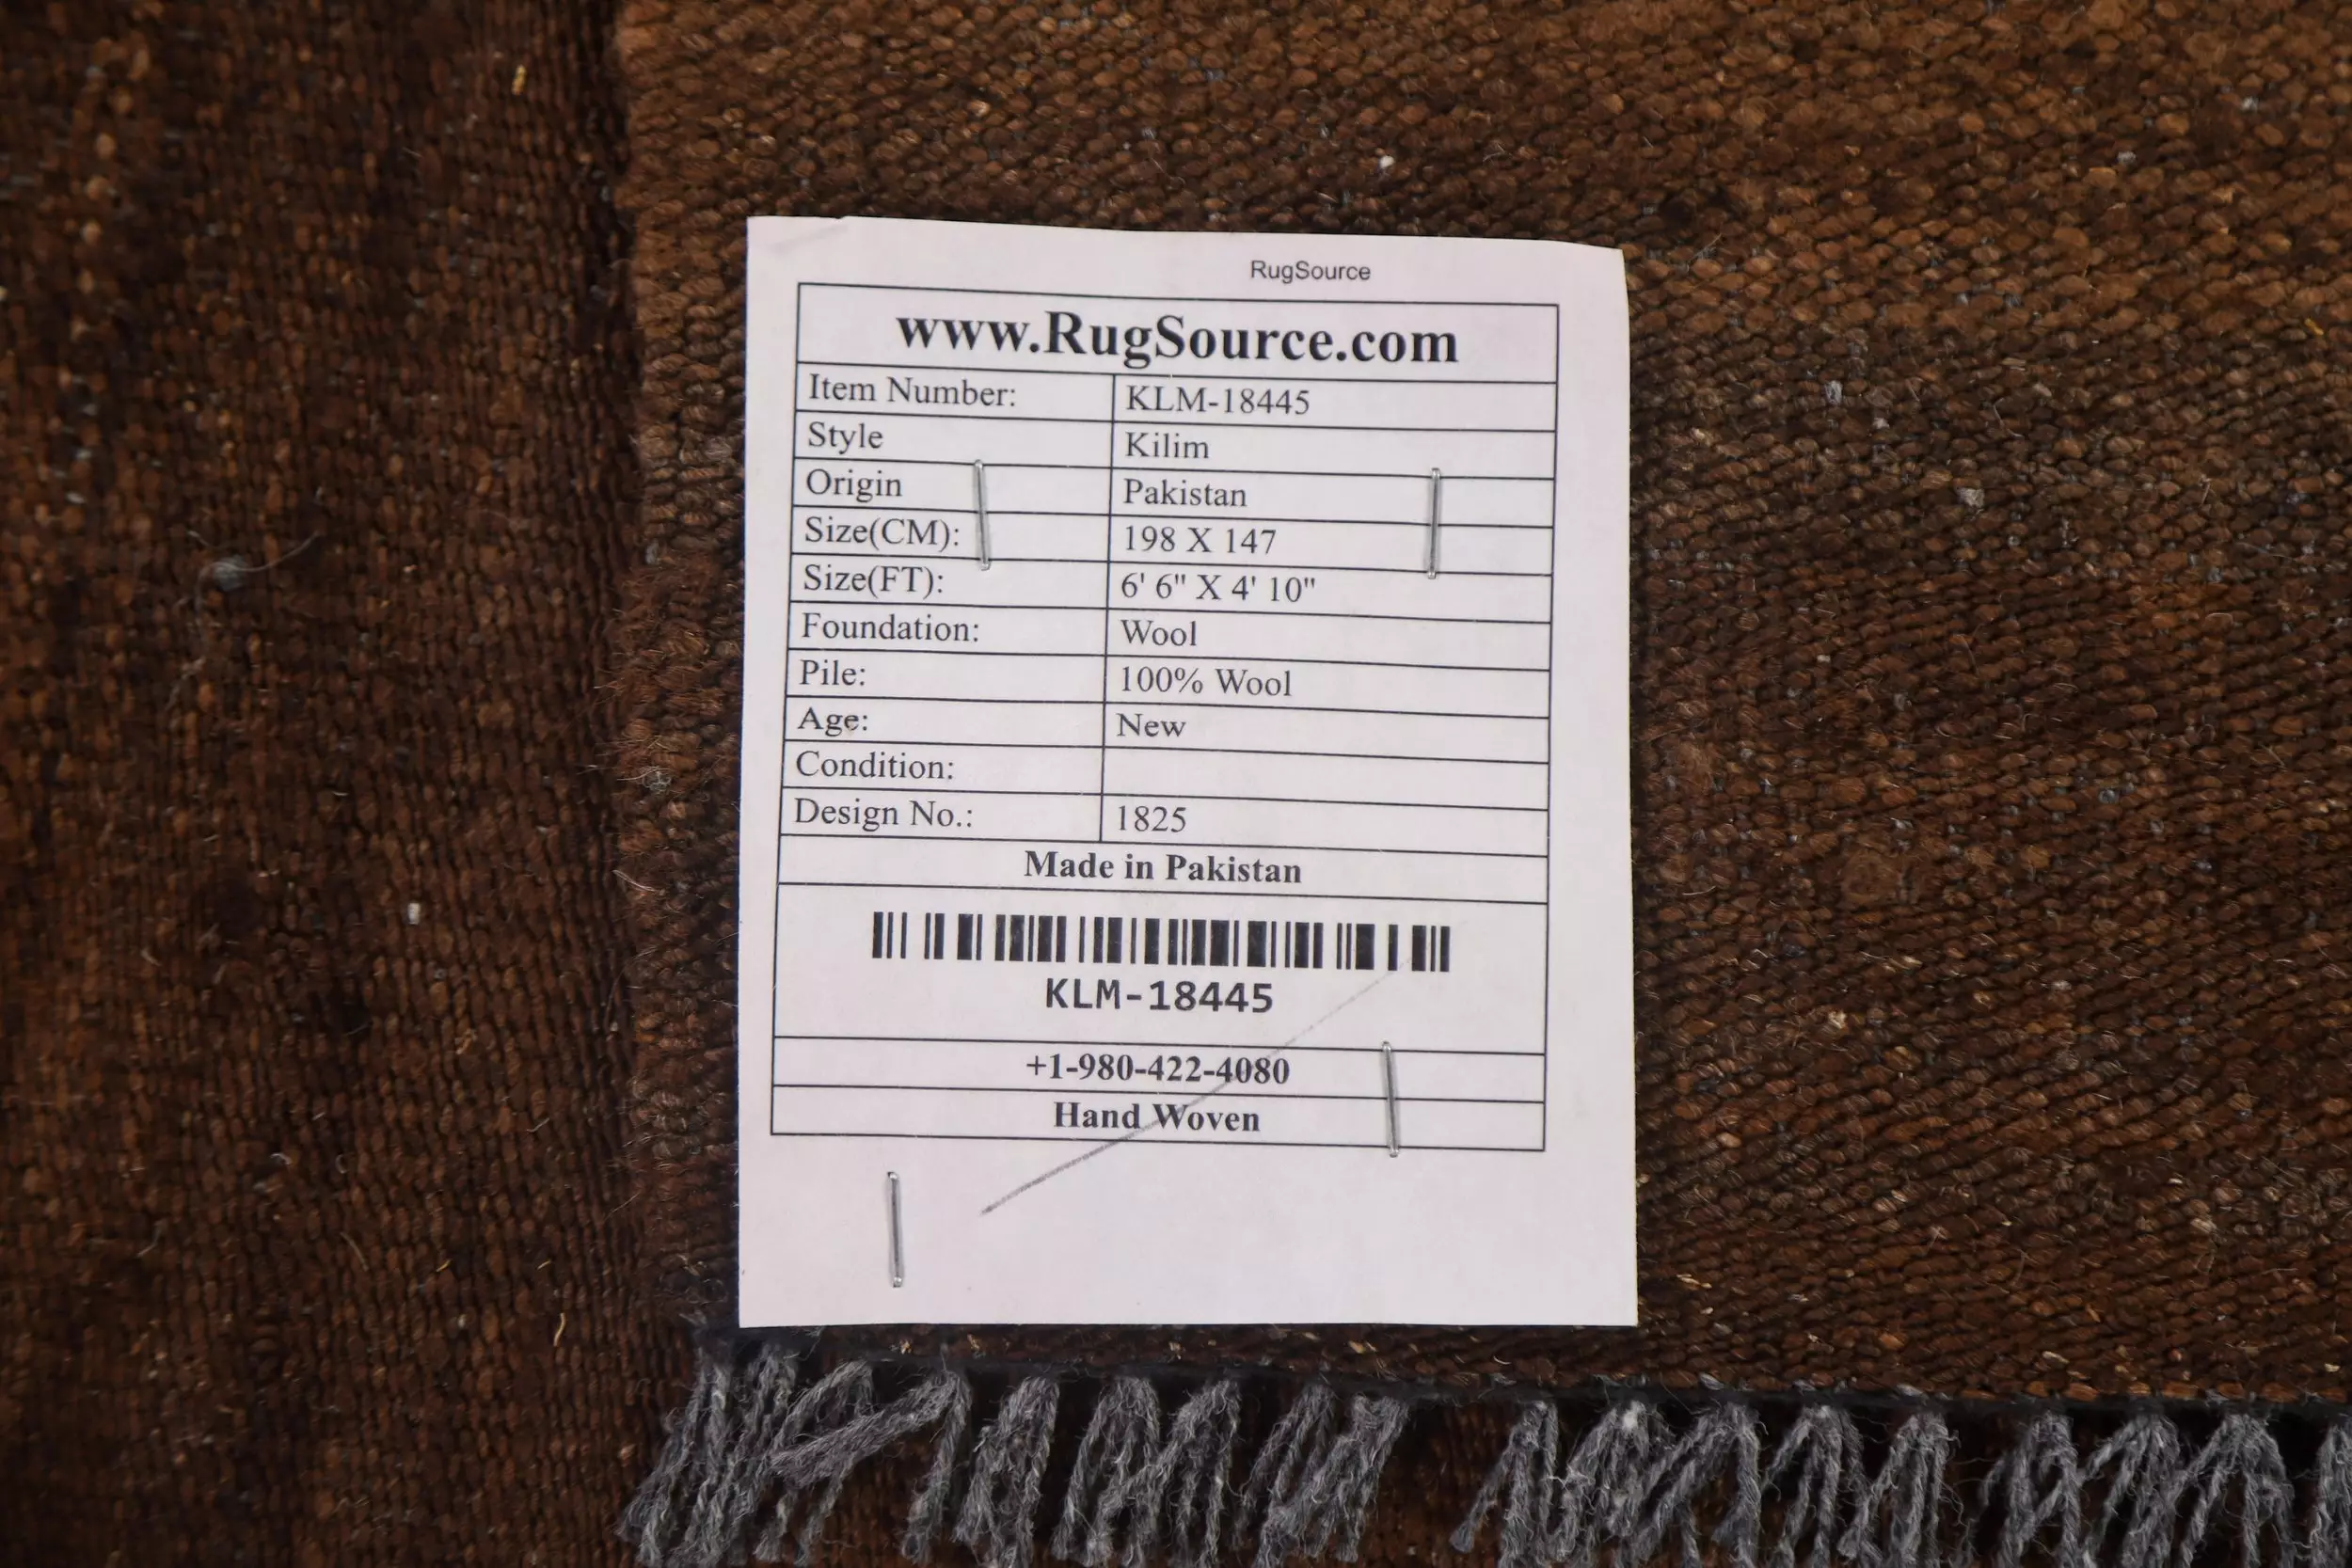 RugSource
www.RugSource.com
Item Number: KLM-18445
Style Kilim
Origin Pakistan
Size(CM): 198 X 147
Size(FT): 6' 6" X 4' 10"
Foundation: Wool
Pile: 100% Wool
Age: New
Condition:
Design No.: 1825
Made in Pakistan
KLM-18445
+1-980-422-4080
Hand Woven